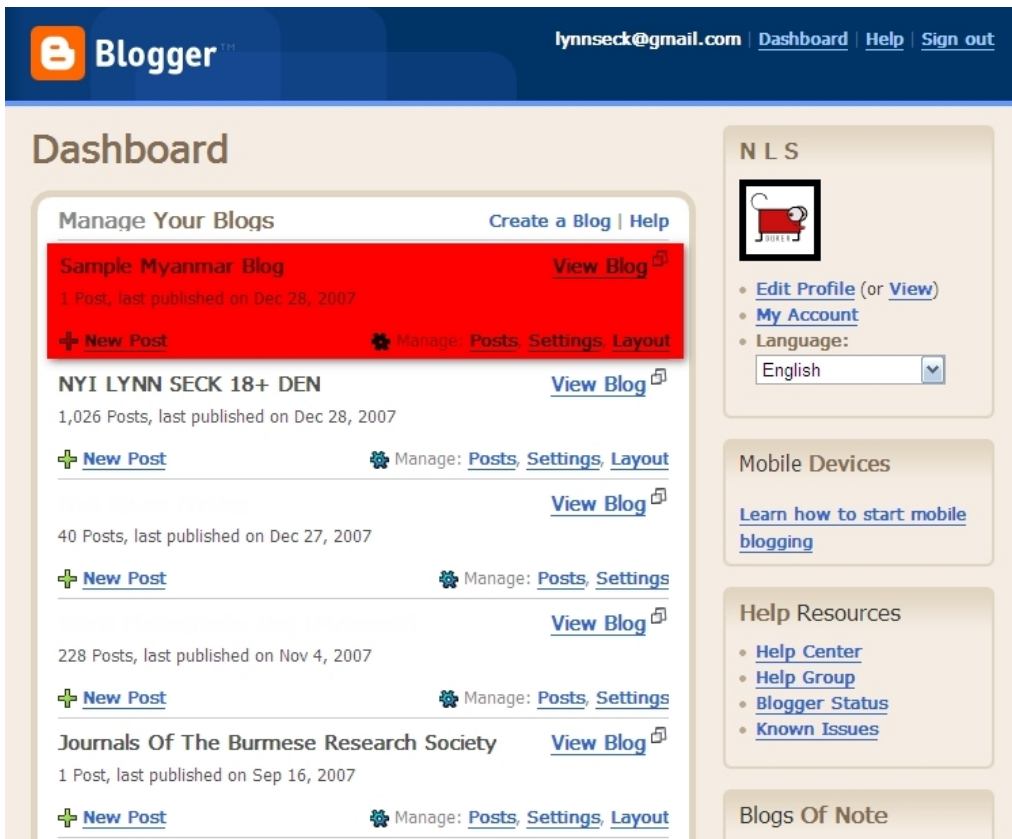 Blogger™
lynnseck@gmail.com | Dashboard | Help | Sign out
Dashboard
Manage Your Blogs
Create a Blog | Help
Sample Myanmar Blog
View Blog
1 Post, last published on Dec 28, 2007
New Post
Manage: Posts, Settings, Layout
NYI LYNN SECK 18+ DEN
View Blog
1,026 Posts, last published on Dec 28, 2007
New Post
Manage: Posts, Settings, Layout
View Blog
40 Posts, last published on Dec 27, 2007
New Post
Manage: Posts, Settings
View Blog
228 Posts, last published on Nov 4, 2007
New Post
Manage: Posts, Settings
Journals Of The Burmese Research Society
View Blog
1 Post, last published on Sep 16, 2007
New Post
Manage: Posts, Settings, Layout
N L S
Edit Profile (or View)
My Account
Language:
English
Mobile Devices
Learn how to start mobile
blogging
Help Resources
Help Center
Help Group
Blogger Status
Known Issues
Blogs Of Note